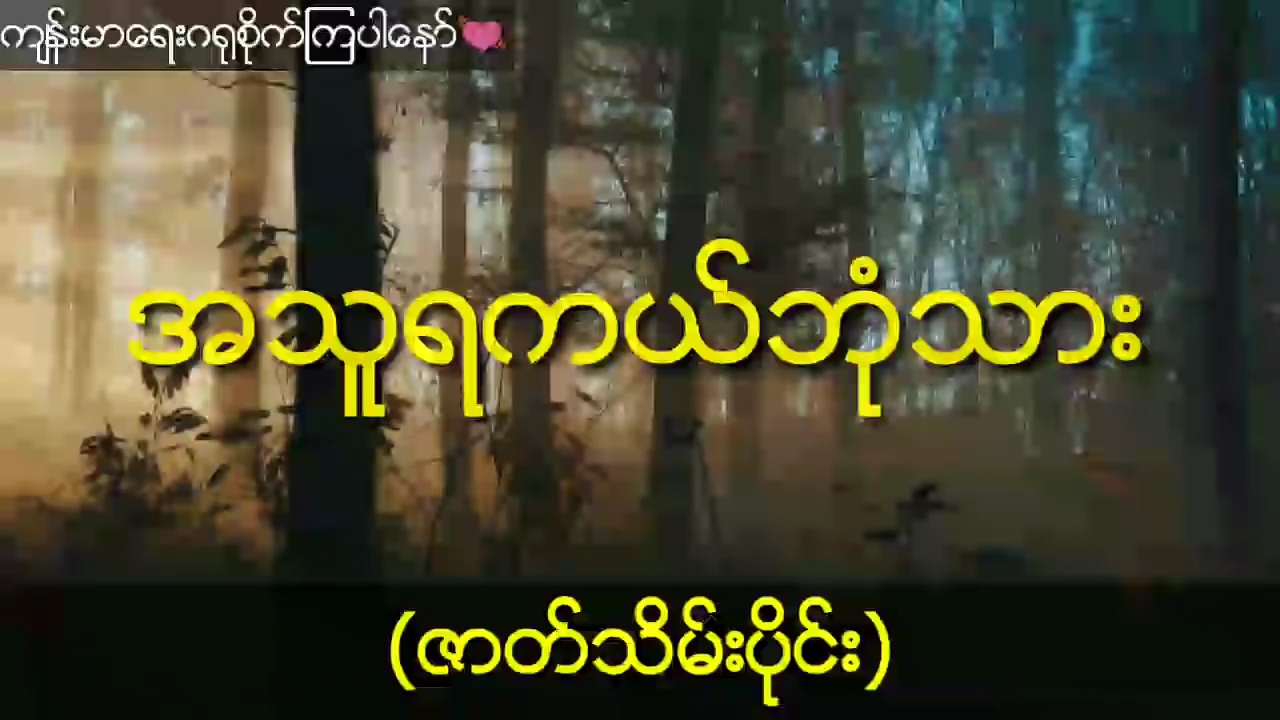 ကျန်းမာရေးဂရုစိုက်ကြပါနော်💘
အသူရကယ်ဘုံသား
(ဇာတ်သိမ်းပိုင်း)